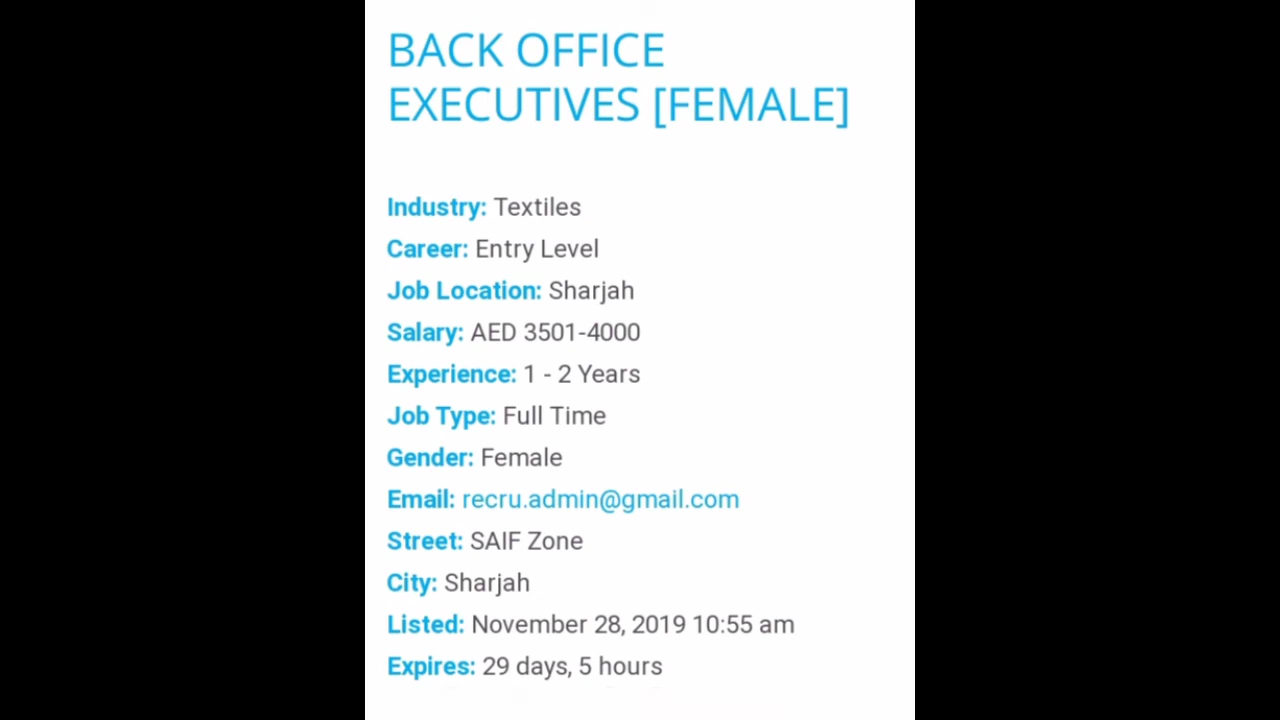 BACK OFFICE
EXECUTIVES [FEMALE]
Industry: Textiles
Career: Entry Level
Job Location: Sharjah
Salary: AED 3501-4000
Experience: 1 - 2 Years
Job Type: Full Time
Gender: Female
Email: recru.admin@gmail.com
Street: SAIF Zone
City: Sharjah
Listed: November 28, 2019 10:55 am
Expires: 29 days, 5 hours